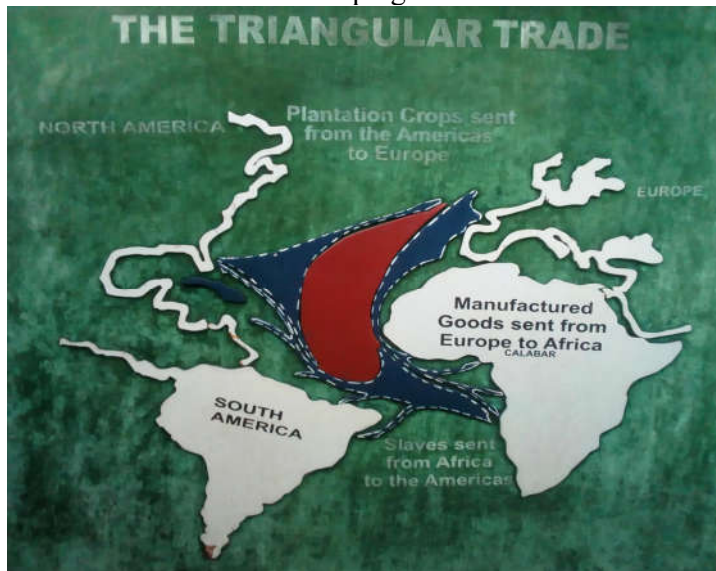 THE TRIANGULAR TRADE
NORTH AMERICA
Plantation Crops sent
from the Americas
to Europe
EUROPE
Manufactured
Goods sent from
Europe to Africa
CALABAR
SOUTH
AMERICA
Slaves sent
from Africa
to the Americas